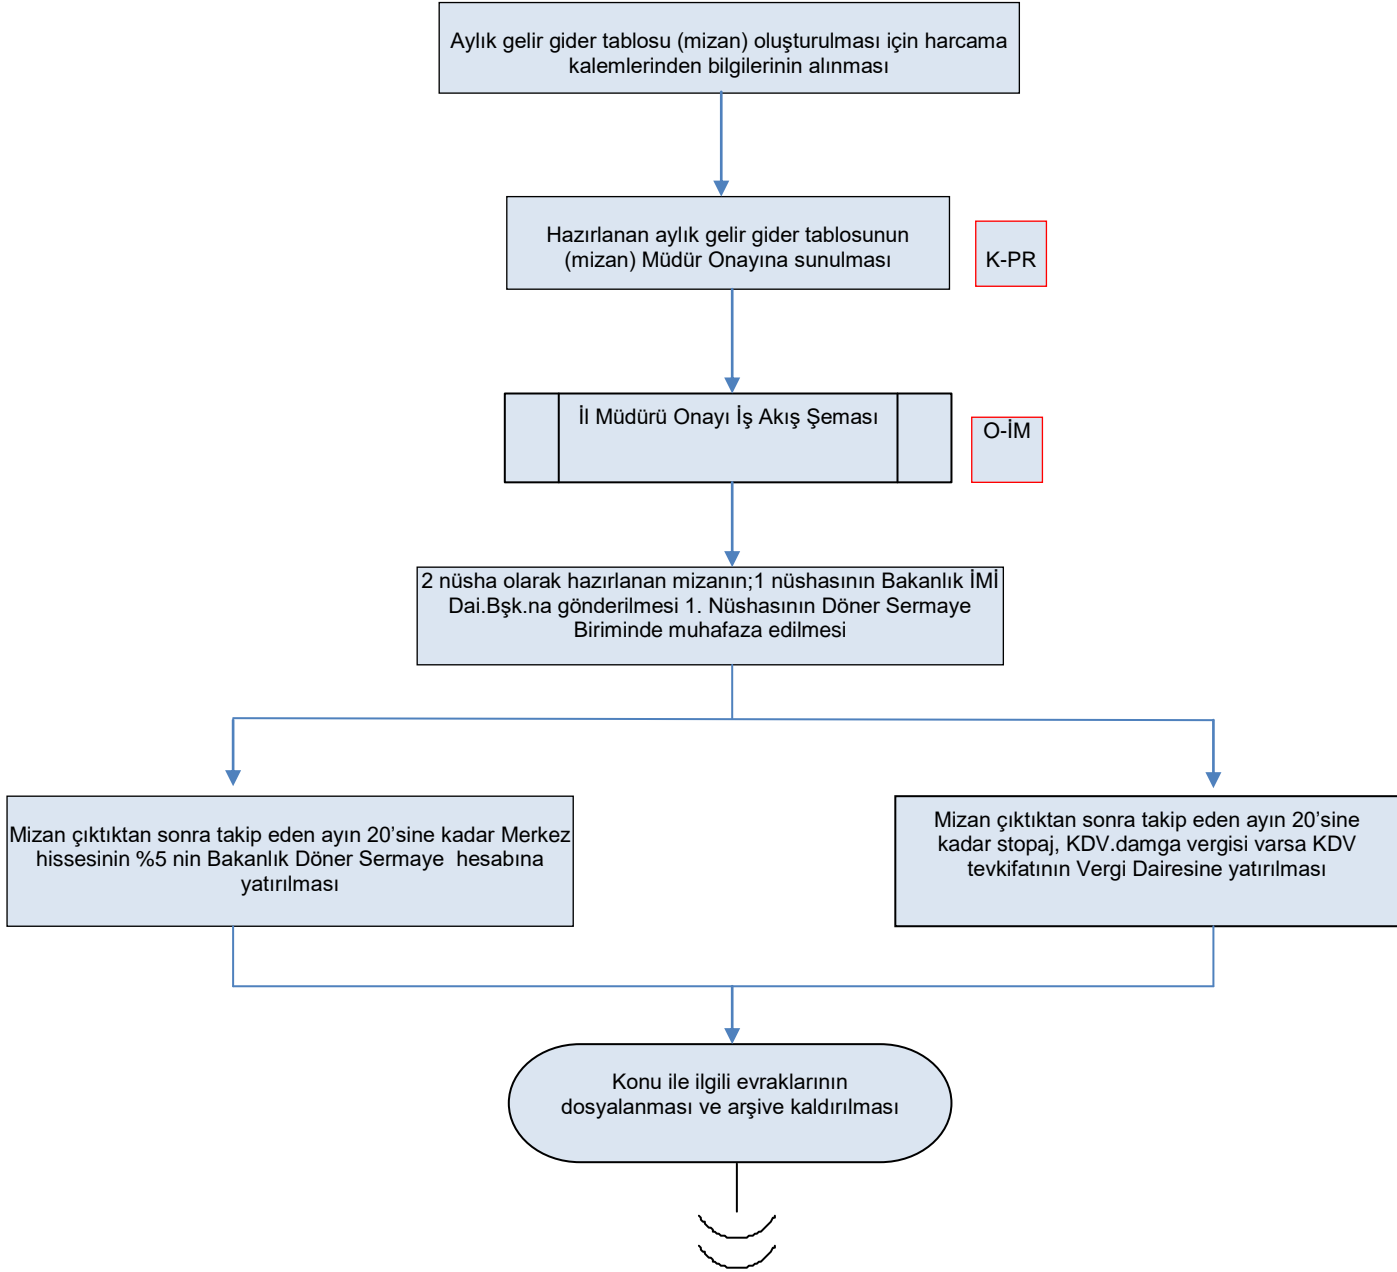 Aylık gelir gider tablosu (mizan) oluşturulması için harcama
kalemlerinden bilgilerinin alınması
Hazırlanan aylık gelir gider tablosunun
(mizan) Müdür Onayına sunulması
K-PR
İl Müdürü Onayı İş Akış Şeması
O-İM
2 nüsha olarak hazırlanan mizanın;1 nüshasının Bakanlık İMİ
Dai.Bşk.na gönderilmesi 1. Nüshasının Döner Sermaye
Biriminde muhafaza edilmesi
Mizan çıktıktan sonra takip eden ayın 20’sine kadar Merkez
hissesinin %5 nin Bakanlık Döner Sermaye  hesabına
yatırılması
Mizan çıktıktan sonra takip eden ayın 20’sine
kadar stopaj, KDV.damga vergisi varsa KDV
tevkifatının Vergi Dairesine yatırılması
Konu ile ilgili evraklarının
dosyalanması ve arşive kaldırılması